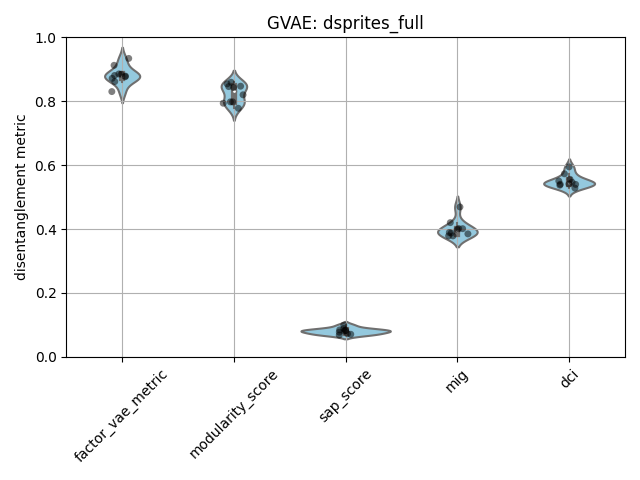 GVAE: dsprites_full
disentanglement metric
1.0
0.8
0.6
0.4
0.2
0.0
factor_vae_metric
modularity_score
sap_score
mig
dci